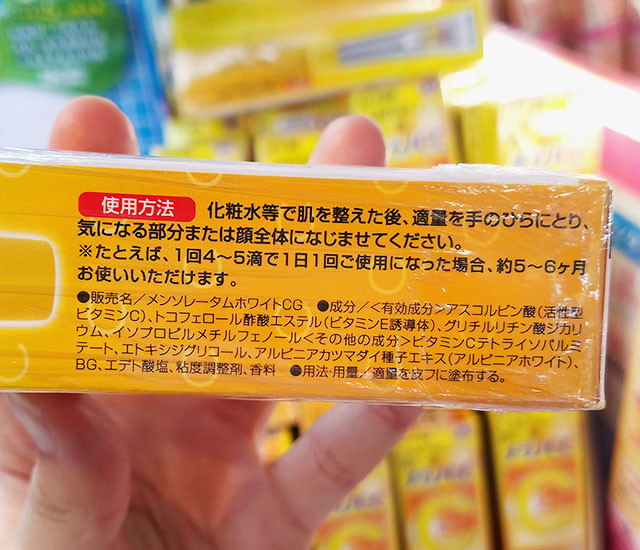 使用方法 化粧水等で肌を整えた後、適量を手のひらにとり、
気になる部分または顔全体になじませてください。
※たとえば、1回4〜5滴で1日1回ご使用になった場合、約5〜6ヶ月
お使いいただけます。
●販売名／メンソレータムホワイトCG ●成分／<有効成分>アスコルビン酸（活性型
ビタミンC）、トコフェロール酢酸エステル（ビタミンE誘導体）、グリチルリチン酸ジカリ
ウム、イソプロピルメチルフェノール<その他の成分>ビタミンCテトライソパルミ
テート、エトキシジグリコール、アルピニアカツマダイ種子エキス（アルピニアホワイト）、
BG、エデト酸塩、粘度調整剤、香料 ●用法・用量／適量を皮フに塗布する。